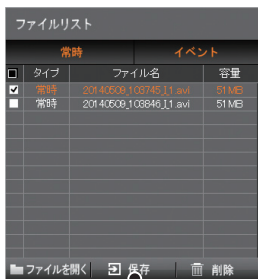 ファイルリスト
常時 イベント
タイプ ファイル名 容量
常時 20140509_103745_I_1.avi 51MB
常時 20140509_103846_I_1.avi 51MB
ファイルを開く 保存 削除